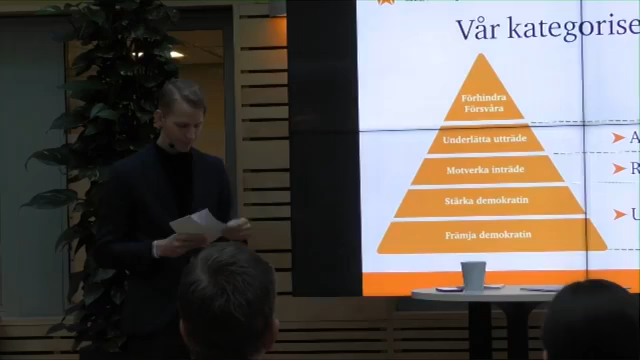 Vår kategorise
Förhindra
Försvåra
Underlätta utträde
Motverka inträde
Stärka demokratin
Främja demokratin
A
R
U